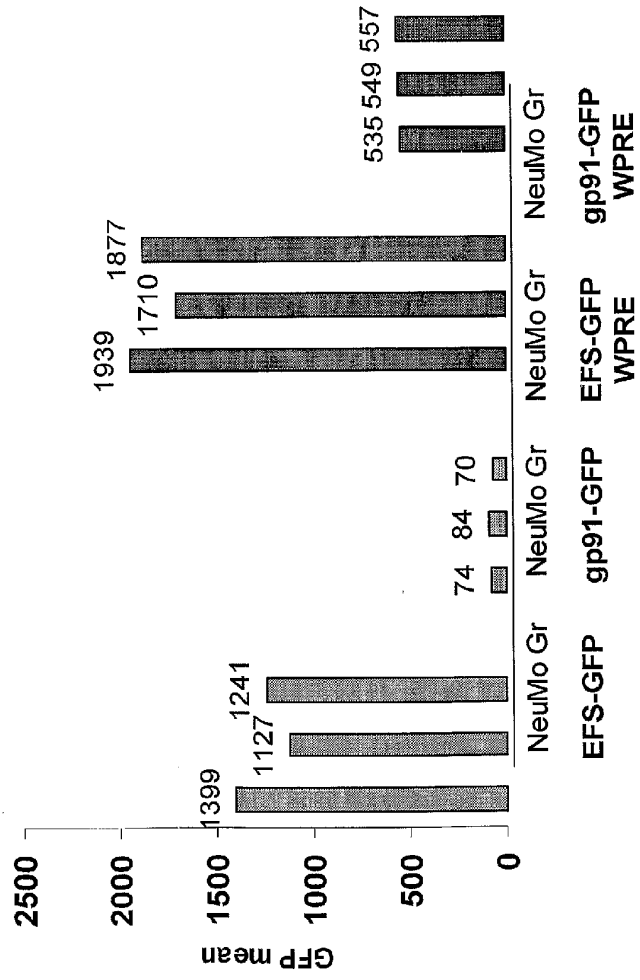 GFP mean
2500
2000
1500
1000
500
0
1399
1127
1241
74
84
70
1939
1710
1877
535
549
557
NeuMo Gr
NeuMo Gr
NeuMo Gr
NeuMo Gr
EFS-GFP
gp91-GFP
EFS-GFP
WPRE
gp91-GFP
WPRE